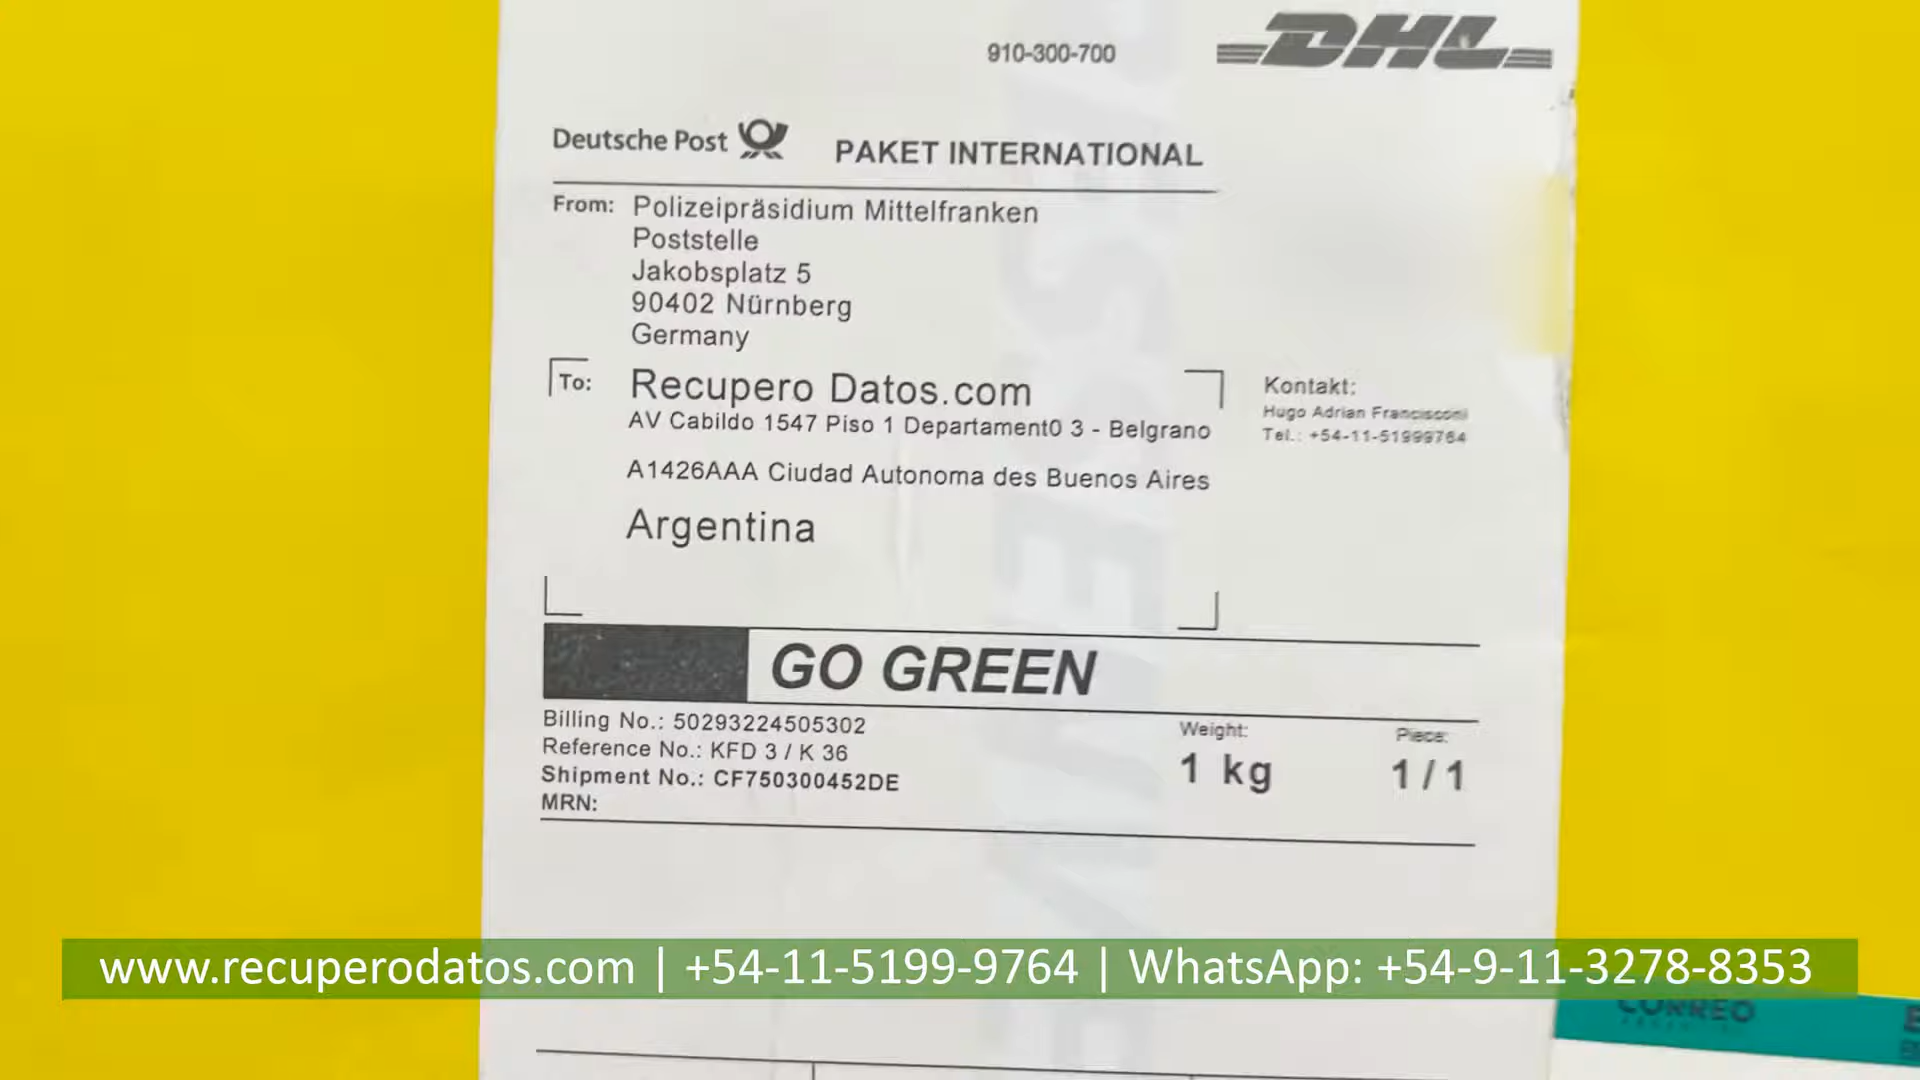 910-300-700
DHL
Deutsche Post
PAKET INTERNATIONAL
From: Polizeipräsidium Mittelfranken
Poststelle
Jakobsplatz 5
90402 Nürnberg
Germany
To: Recupero Datos.com
AV Cabildo 1547 Piso 1 Departament0 3 - Belgrano
A1426AAA Ciudad Autonoma des Buenos Aires
Argentina
Kontakt:
Hugo Adrian Francisconi
Tel.: +54-11-51999764
GO GREEN
Billing No.: 50293224505302
Reference No.: KFD 3 / K 36
Shipment No.: CF750300452DE
MRN:
Weight:
1 kg
Piece:
1 / 1
www.recuperodatos.com | +54-11-5199-9764 | WhatsApp: +54-9-11-3278-8353
CORREO